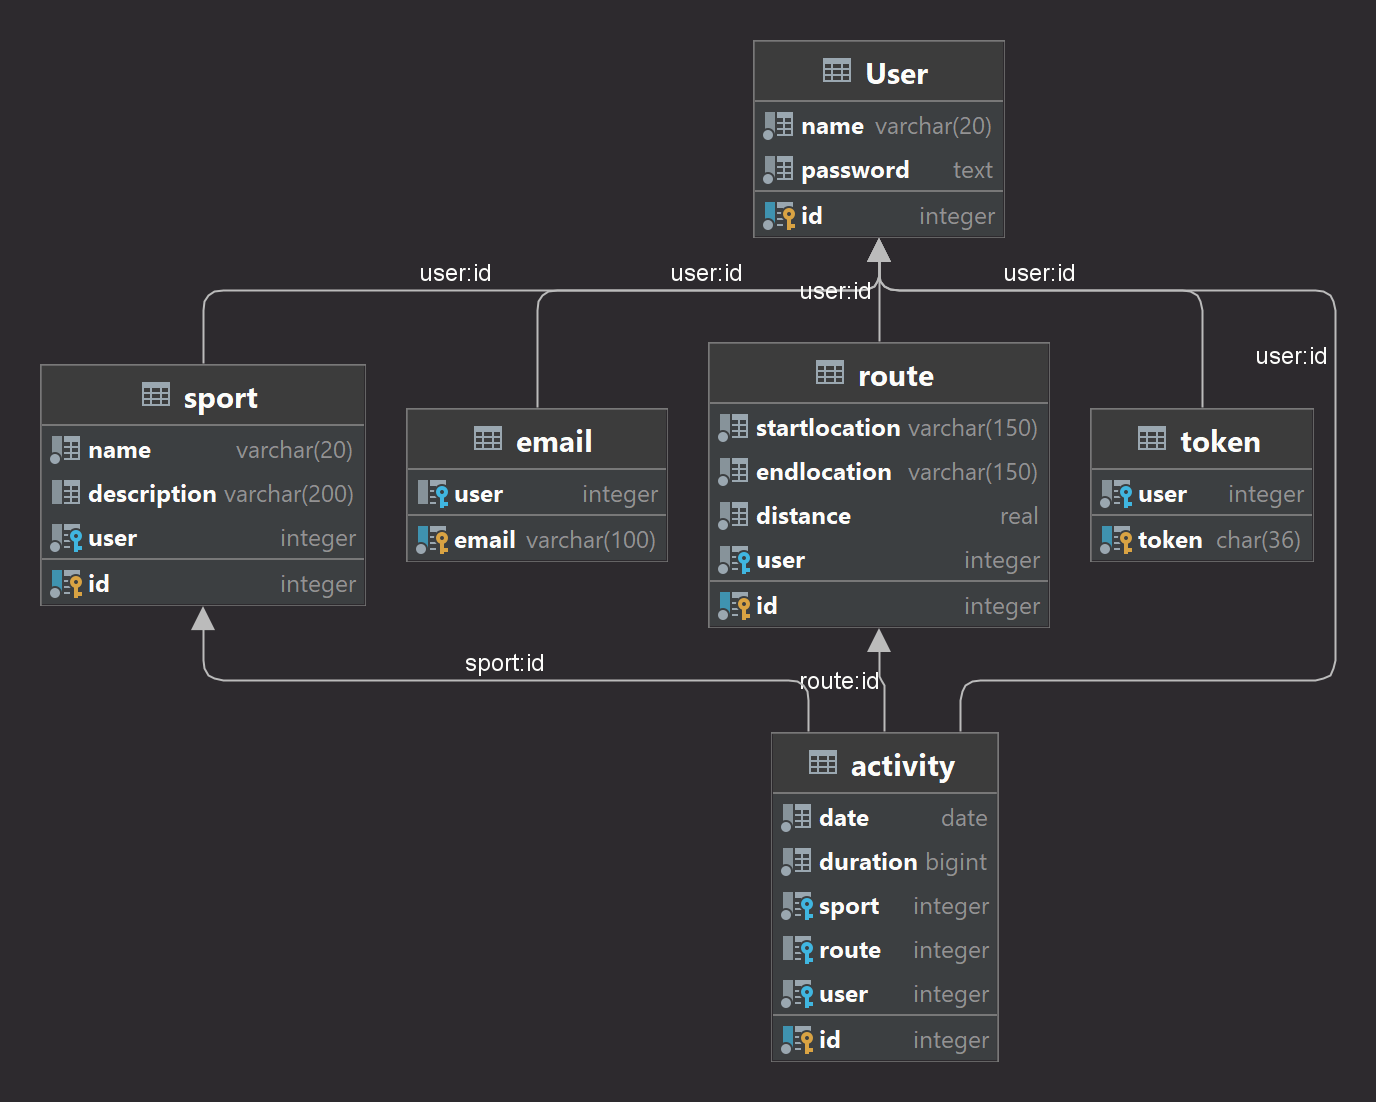 User
name varchar(20)
password text
id integer
user:id
user:id
user:id
user:id
user:id
sport
name varchar(20)
description varchar(200)
user integer
id integer
email
user integer
email varchar(100)
route
startlocation varchar(150)
endlocation varchar(150)
distance real
user integer
id integer
token
user integer
token char(36)
sport:id
route:id
activity
date date
duration bigint
sport integer
route integer
user integer
id integer